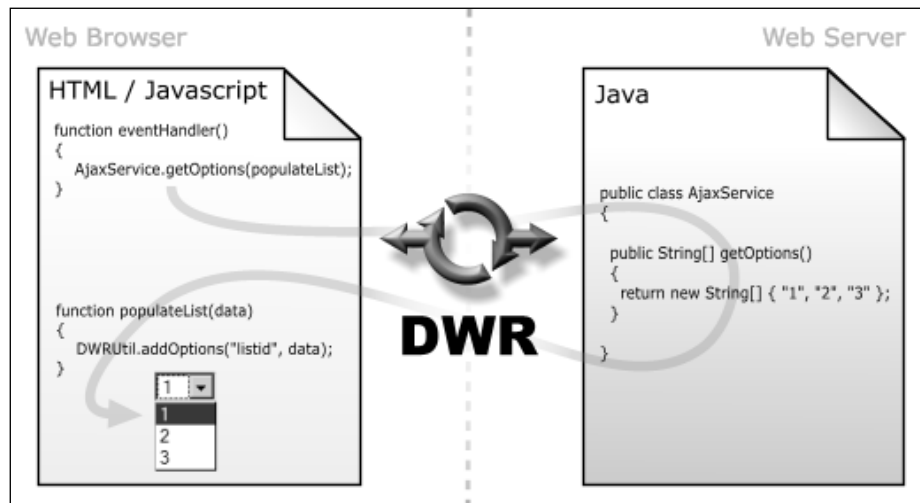 Web Browser
Web Server
HTML / Javascript
function eventHandler()
{
AjaxService.getOptions(populateList);
}
function populateList(data)
{
DWRUtil.addOptions("listid", data);
}
1
1
2
3
DWR
Java
public class AjaxService
{
public String[] getOptions()
{
return new String[] { "1", "2", "3" };
}
}